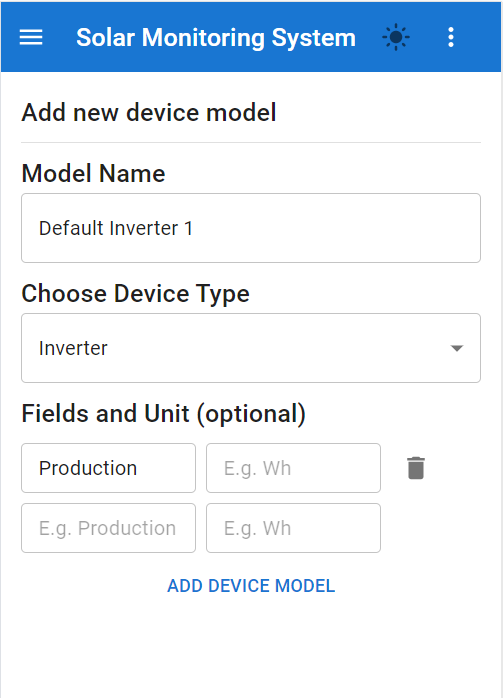 Solar Monitoring System
Add new device model
Model Name
Default Inverter 1
Choose Device Type
Inverter
Fields and Unit (optional)
Production E.g. Wh
E.g. Production E.g. Wh
ADD DEVICE MODEL